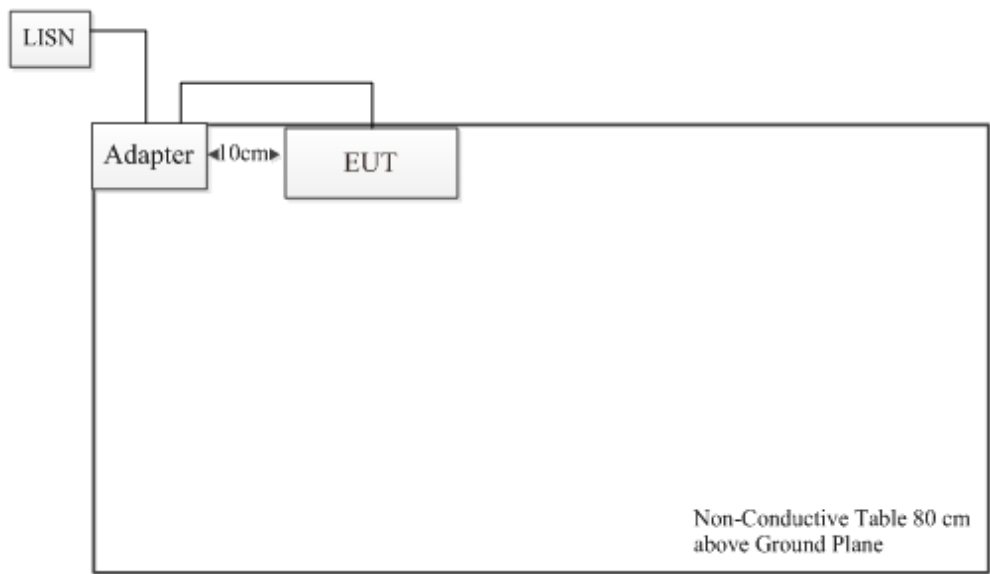 LISN
Adapter
10cm
EUT
Non-Conductive Table 80 cm
above Ground Plane